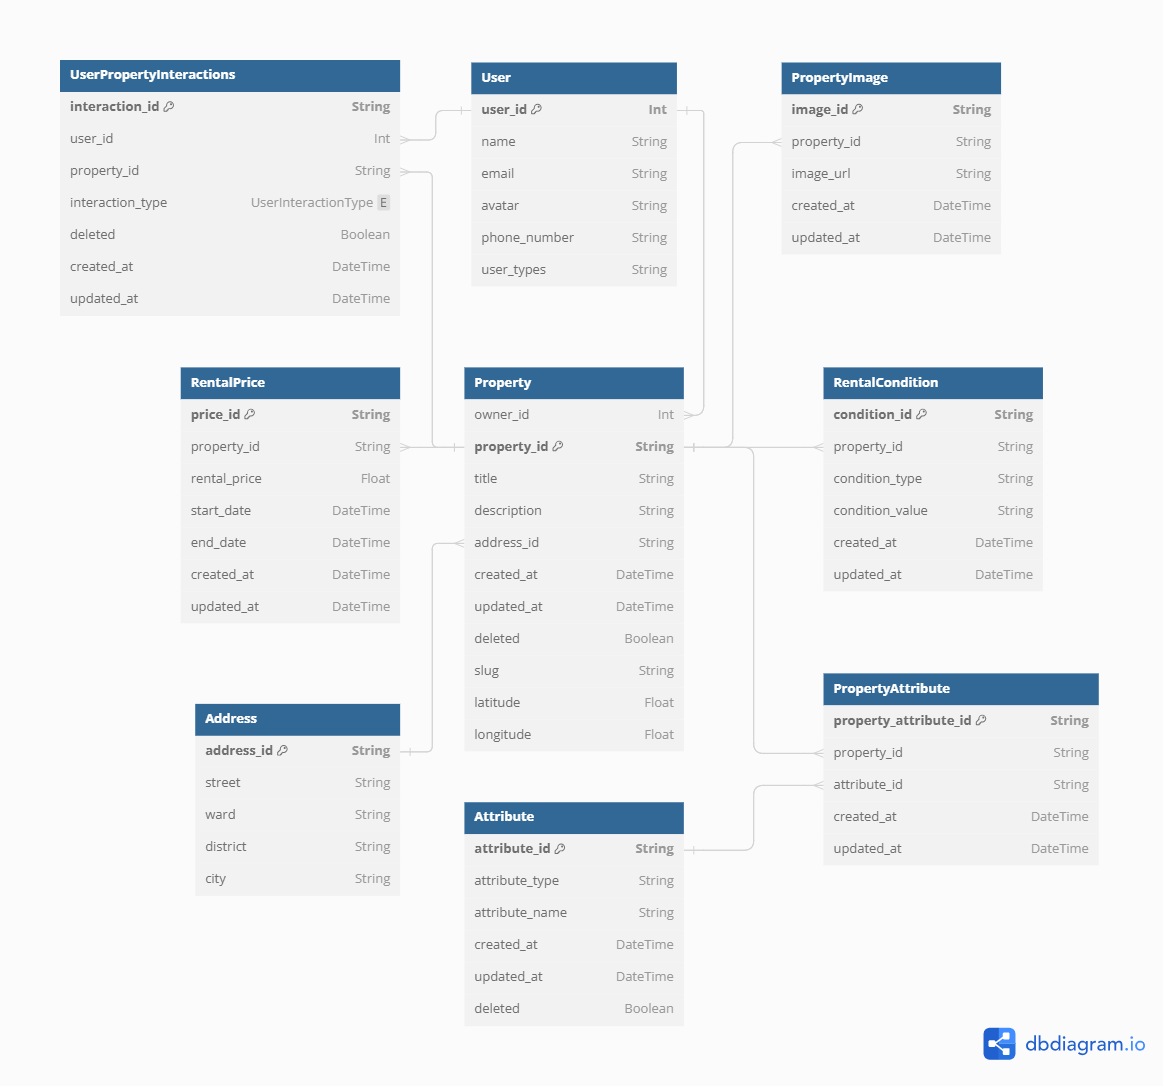 UserPropertyInteractions
interaction_id String
user_id Int
property_id String
interaction_type UserInteractionType E
deleted Boolean
created_at DateTime
updated_at DateTime
User
user_id Int
name String
email String
avatar String
phone_number String
user_types String
PropertyImage
image_id String
property_id String
image_url String
created_at DateTime
updated_at DateTime
RentalPrice
price_id String
property_id String
rental_price Float
start_date DateTime
end_date DateTime
created_at DateTime
updated_at DateTime
Property
owner_id Int
property_id String
title String
description String
address_id String
created_at DateTime
updated_at DateTime
deleted Boolean
slug String
latitude Float
longitude Float
RentalCondition
condition_id String
property_id String
condition_type String
condition_value String
created_at DateTime
updated_at DateTime
Address
address_id String
street String
ward String
district String
city String
Attribute
attribute_id String
attribute_type String
attribute_name String
created_at DateTime
updated_at DateTime
deleted Boolean
PropertyAttribute
property_attribute_id String
property_id String
attribute_id String
created_at DateTime
updated_at DateTime
dbdiagram.io